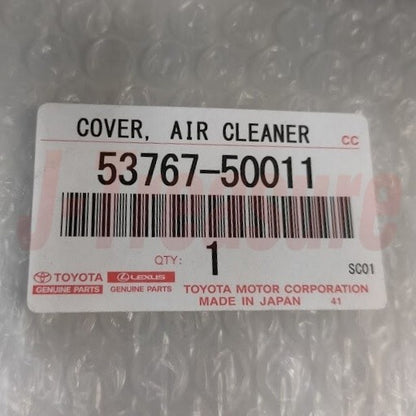 COVER, AIR CLEANER CC
53767-50011
J-Treasure
QTY: 1 SC01
TOYOTA LEXUS TOYOTA MOTOR CORPORATION
GENUINE PARTS GENUINE PARTS MADE IN JAPAN 41